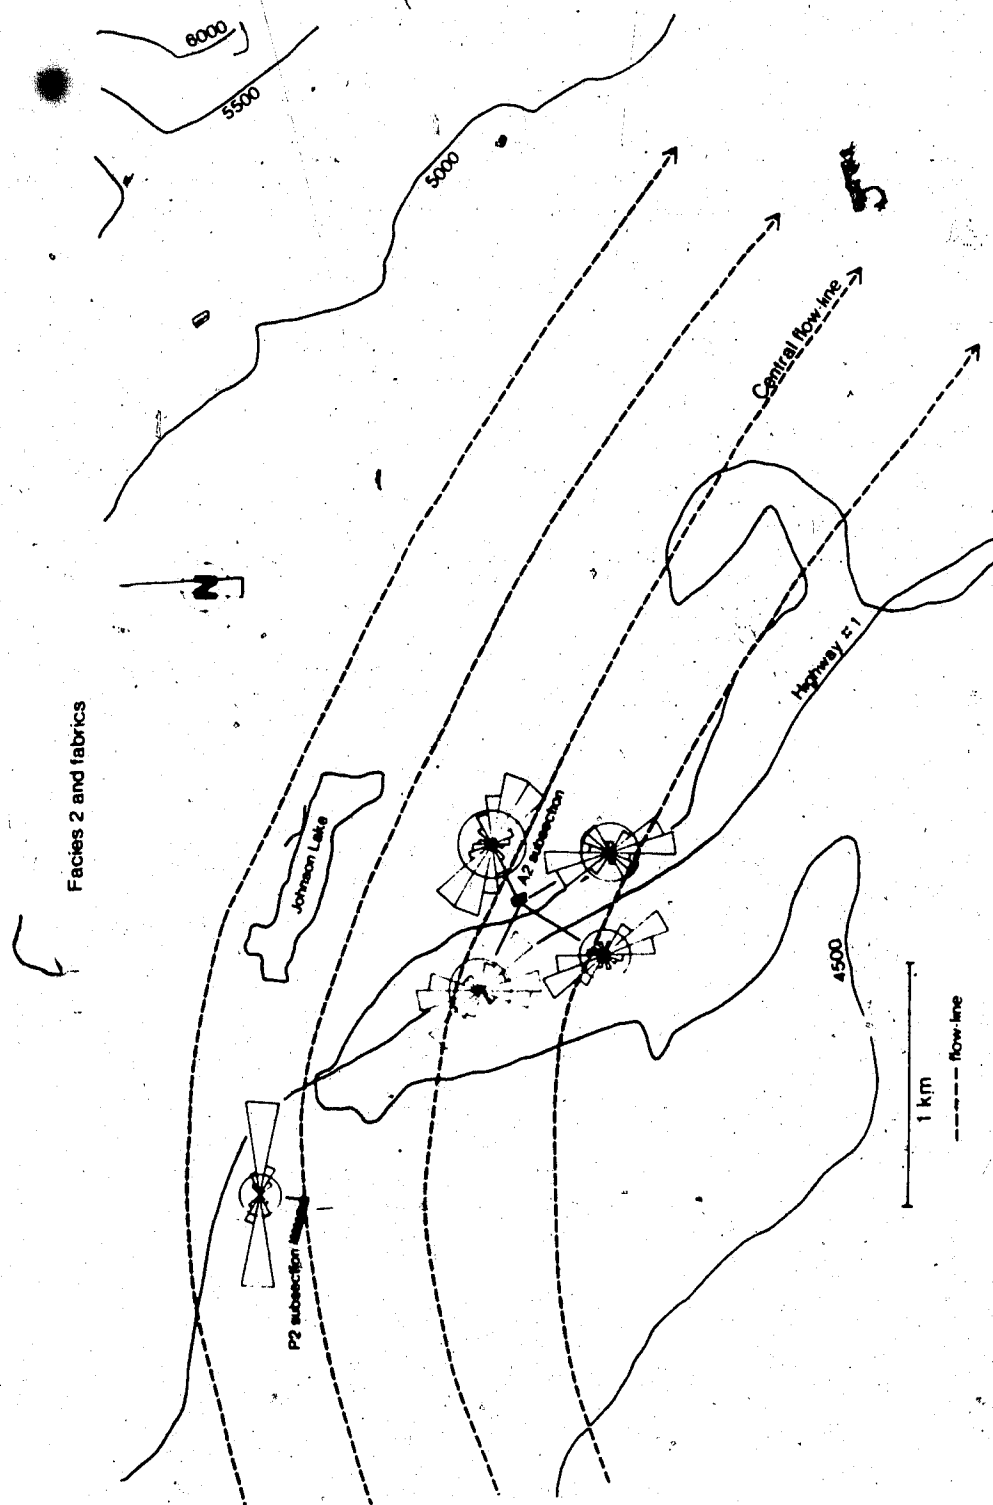 Facies 2 and fabrics
6000
5500
5000
N
Central flow-line
Highway # 1
Johnson Lake
A2 subsection
P2 subsection
4500
1 km
flow-line